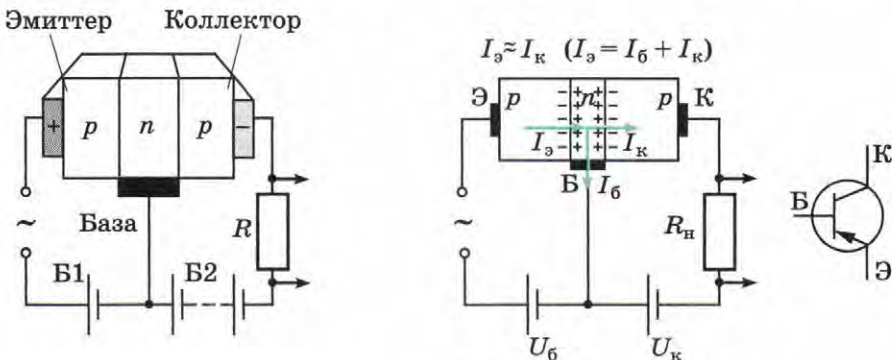 Эмиттер
Коллектор
+
p
n
p
−
~
База
R
Б1
Б2
Iэ ≈ Iк (Iэ = Iб + Iк)
Э
p
n
p
К
Iэ
Iк
Б
Iб
~
Rн
Uб
Uк
К
Б
Э